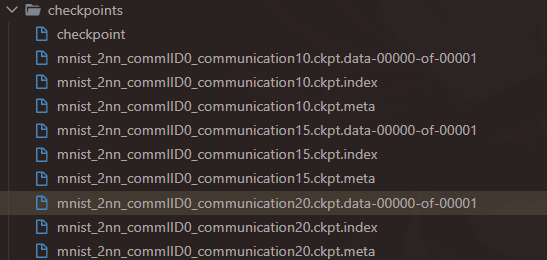 checkpoints
checkpoint
mnist_2nn_commIID0_communication10.ckpt.data-00000-of-00001
mnist_2nn_commIID0_communication10.ckpt.index
mnist_2nn_commIID0_communication10.ckpt.meta
mnist_2nn_commIID0_communication15.ckpt.data-00000-of-00001
mnist_2nn_commIID0_communication15.ckpt.index
mnist_2nn_commIID0_communication15.ckpt.meta
mnist_2nn_commIID0_communication20.ckpt.data-00000-of-00001
mnist_2nn_commIID0_communication20.ckpt.index
mnist_2nn_commIID0_communication20.ckpt.meta